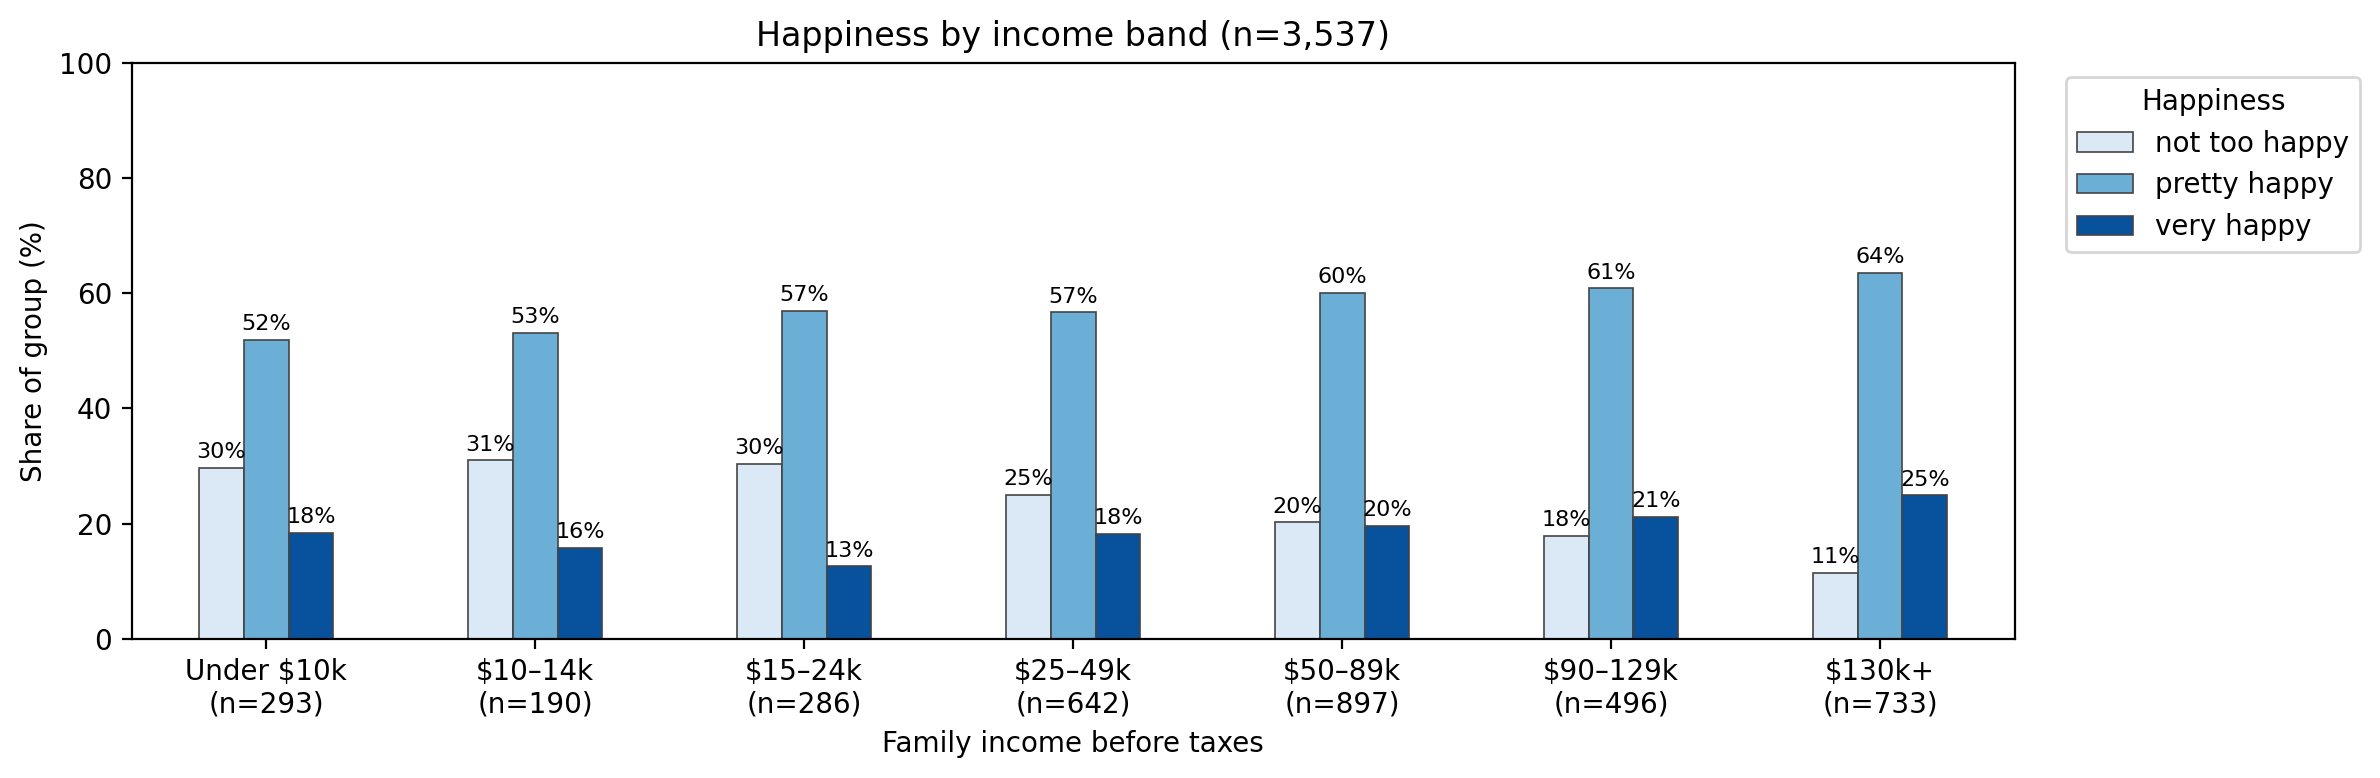 Happiness by income band (n=3,537)
100
80
60
40
20
0
Share of group (%)
30%
52%
18%
31%
53%
16%
30%
57%
13%
25%
57%
18%
20%
60%
20%
18%
61%
21%
11%
64%
25%
Under $10k
(n=293)
$10–14k
(n=190)
$15–24k
(n=286)
$25–49k
(n=642)
$50–89k
(n=897)
$90–129k
(n=496)
$130k+
(n=733)
Family income before taxes
Happiness
not too happy
pretty happy
very happy